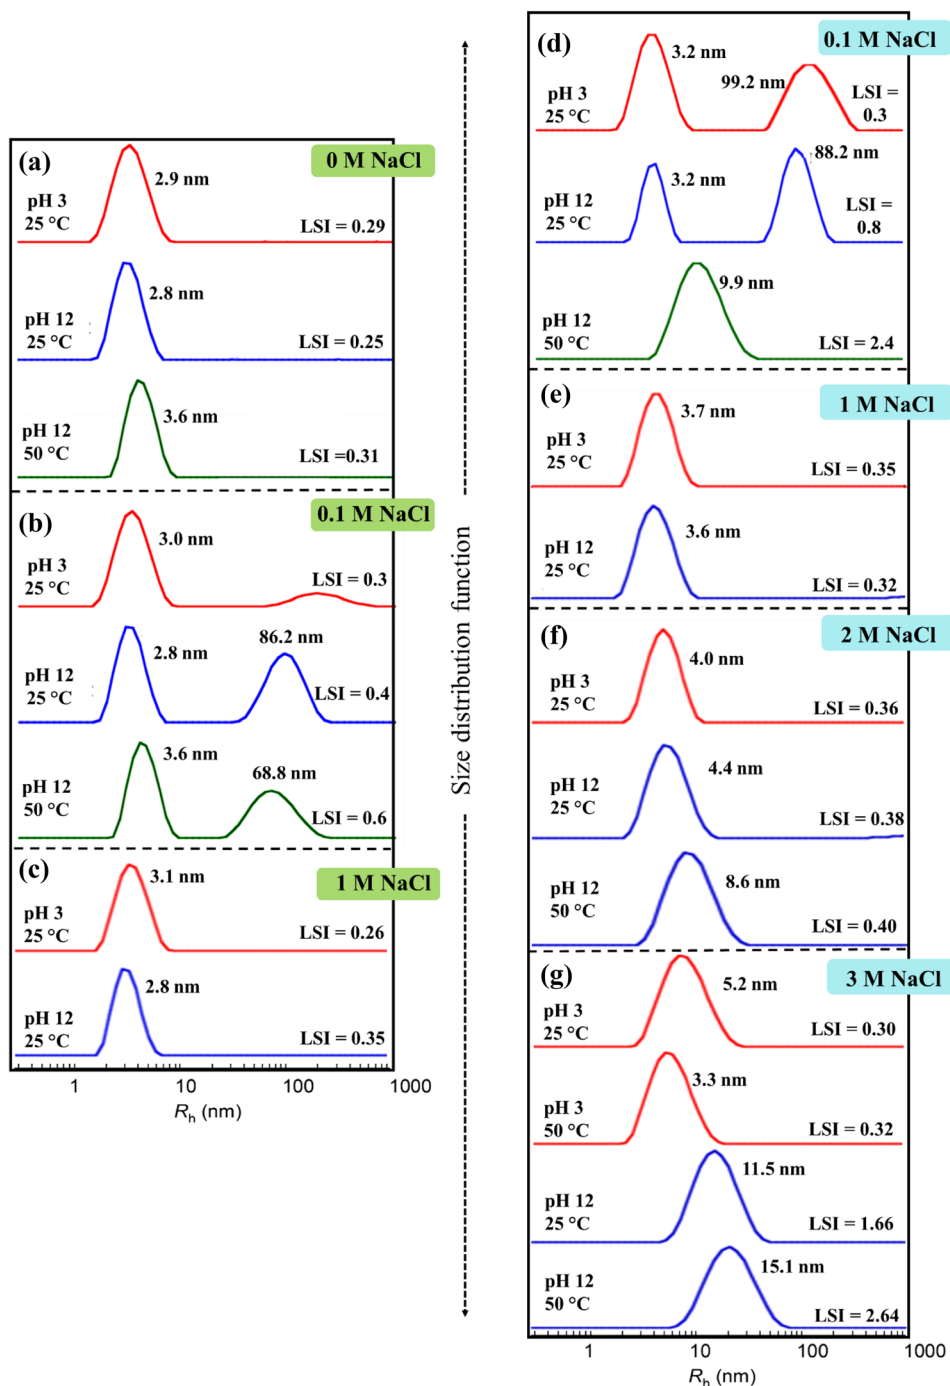 (a)
0 M NaCl
pH 3
25 °C
2.9 nm
LSI = 0.29
pH 12
25 °C
2.8 nm
LSI = 0.25
pH 12
50 °C
3.6 nm
LSI =0.31
(b)
0.1 M NaCl
pH 3
25 °C
3.0 nm
LSI = 0.3
pH 12
25 °C
2.8 nm
86.2 nm
LSI = 0.4
pH 12
50 °C
3.6 nm
68.8 nm
LSI = 0.6
(c)
1 M NaCl
pH 3
25 °C
3.1 nm
LSI = 0.26
pH 12
25 °C
2.8 nm
LSI = 0.35
1 10 100 1000
Rh (nm)
Size distribution function
(d)
0.1 M NaCl
pH 3
25 °C
3.2 nm
99.2 nm
LSI =
0.3
pH 12
25 °C
3.2 nm
88.2 nm
LSI =
0.8
pH 12
50 °C
9.9 nm
LSI = 2.4
(e)
1 M NaCl
pH 3
25 °C
3.7 nm
LSI = 0.35
pH 12
25 °C
3.6 nm
LSI = 0.32
(f)
2 M NaCl
pH 3
25 °C
4.0 nm
LSI = 0.36
pH 12
25 °C
4.4 nm
LSI = 0.38
pH 12
50 °C
8.6 nm
LSI = 0.40
(g)
3 M NaCl
pH 3
25 °C
5.2 nm
LSI = 0.30
pH 3
50 °C
3.3 nm
LSI = 0.32
pH 12
25 °C
11.5 nm
LSI = 1.66
pH 12
50 °C
15.1 nm
LSI = 2.64
1 10 100 1000
Rh (nm)